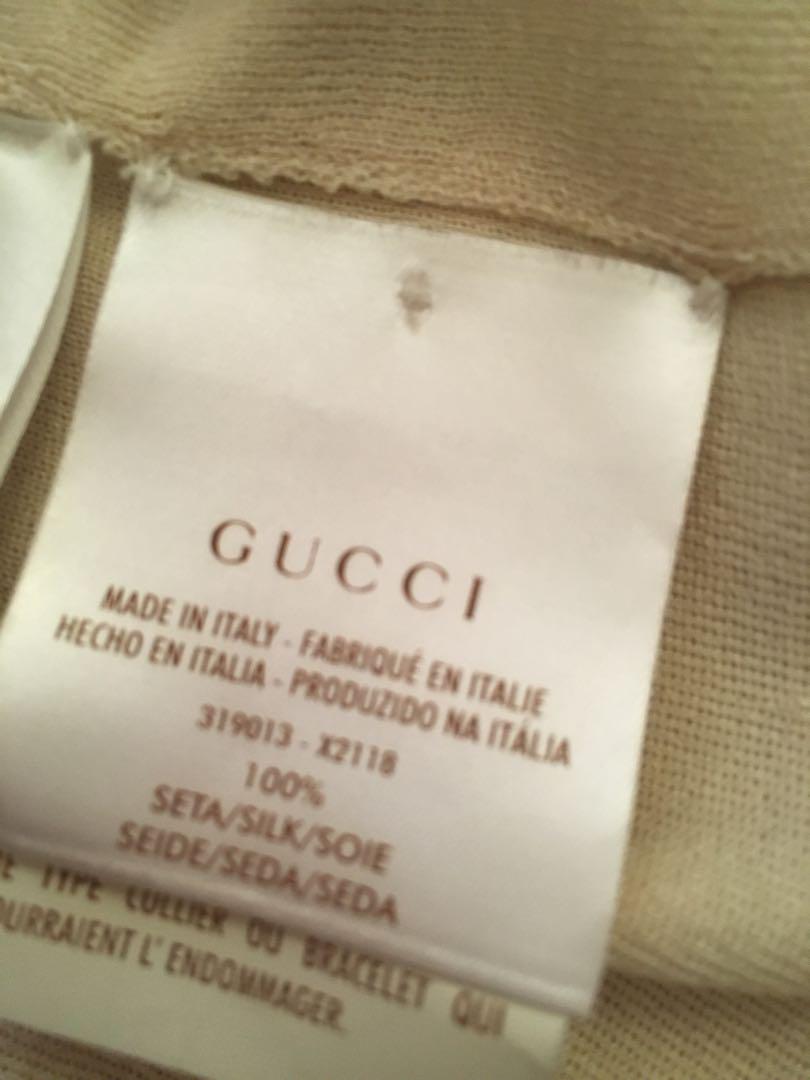 GUCCI
MADE IN ITALY - FABRIQUÉ EN ITALIE
HECHO EN ITALIA - PRODUZIDO NA ITÁLIA
319013 - X2118
100%
SETA/SILK/SOIE
SEIDE/SEDA/SEDA
TYPE COLLIER OU BRACELET QUI
L'ENDOMMAGER.